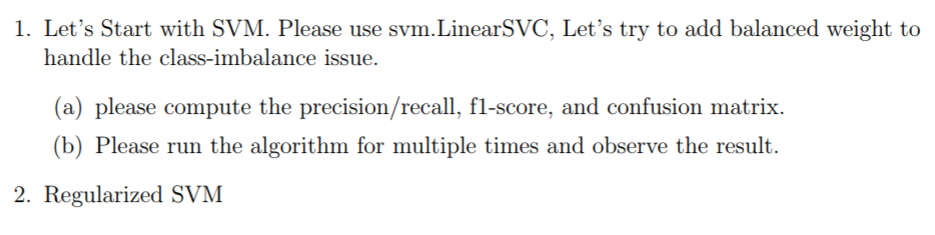 1. Let’s Start with SVM. Please use svm.LinearSVC, Let’s try to add balanced weight to
handle the class-imbalance issue.
(a) please compute the precision/recall, f1-score, and confusion matrix.
(b) Please run the algorithm for multiple times and observe the result.
2. Regularized SVM